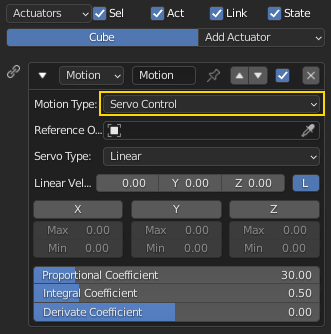 Actuators Sel Act Link State
Cube Add Actuator
Motion Motion
Motion Type: Servo Control
Reference O...
Servo Type: Linear
Linear Vel... 0.00 Y 0.00 Z 0.00 L
X Y Z
Max 0.00 Max 0.00 Max 0.00
Min 0.00 Min 0.00 Min 0.00
Proportional Coefficient 30.00
Integral Coefficient 0.50
Derivate Coefficient 0.00